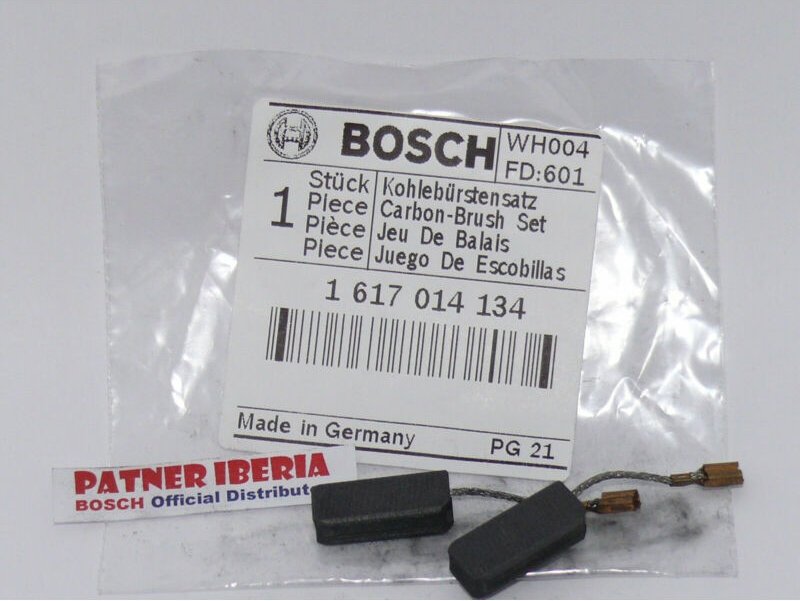 BOSCH
WH004
FD:601
1
Stück Kohlebürstensatz
Piece Carbon-Brush Set
Pièce Jeu De Balais
Piece Juego De Escobillas
1 617 014 134
Made in Germany
PG 21
PATNER IBERIA
BOSCH Official Distribut